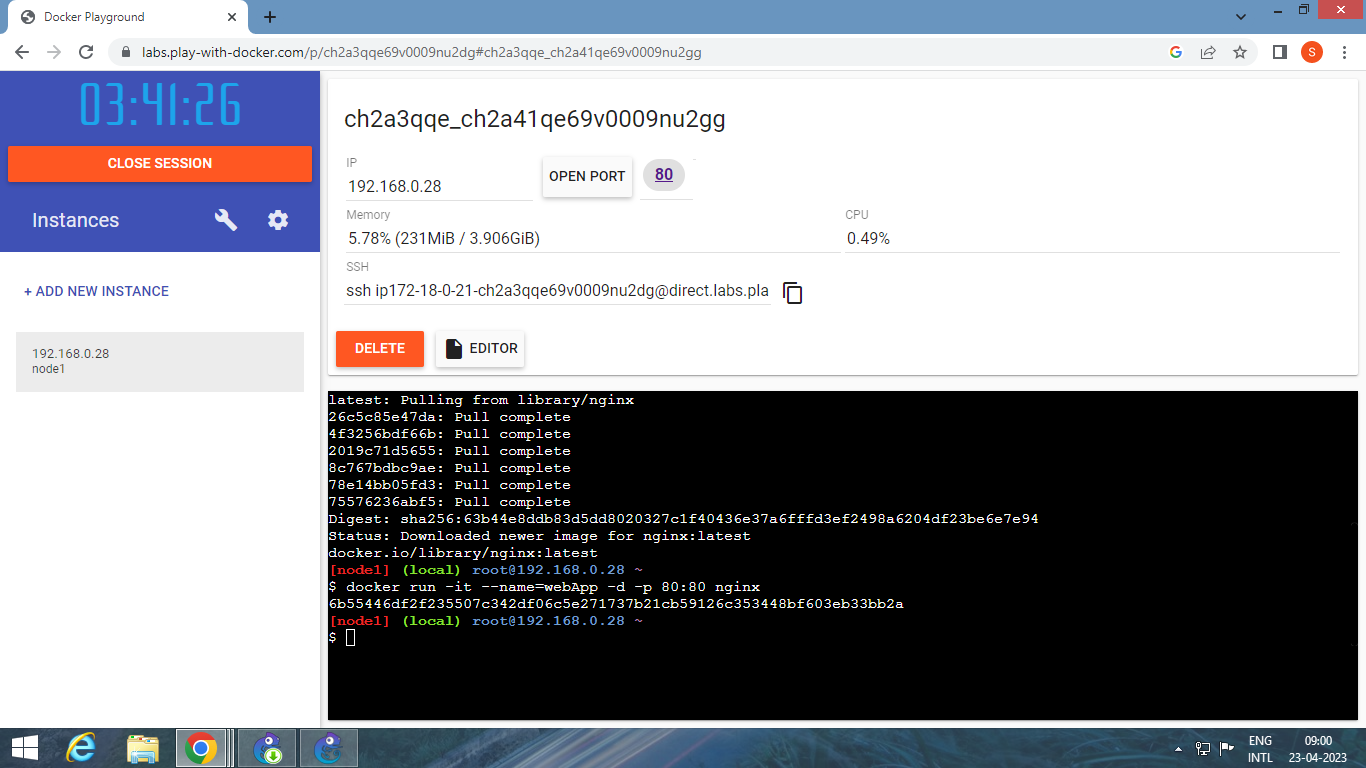 Docker Playground
labs.play-with-docker.com/p/ch2a3qqe69v0009nu2dg#ch2a3qqe_ch2a41qe69v0009nu2gg
S
03:41:26
CLOSE SESSION
Instances
+ ADD NEW INSTANCE
192.168.0.28
node1
ch2a3qqe_ch2a41qe69v0009nu2gg
IP
192.168.0.28
OPEN PORT
80
Memory
5.78% (231MiB / 3.906GiB)
CPU
0.49%
SSH
ssh ip172-18-0-21-ch2a3qqe69v0009nu2dg@direct.labs.pla
DELETE
EDITOR
latest: Pulling from library/nginx
26c5c85e47da: Pull complete
4f3256bdf66b: Pull complete
2019c71d5655: Pull complete
8c767bdbc9ae: Pull complete
78e14bb05fd3: Pull complete
75576236abf5: Pull complete
Digest: sha256:63b44e8ddb83d5dd8020327c1f40436e37a6fffd3ef2498a6204df23be6e7e94
Status: Downloaded newer image for nginx:latest
docker.io/library/nginx:latest
[node1] (local) root@192.168.0.28 ~
$ docker run -it --name=webApp -d -p 80:80 nginx
6b55446df2f235507c342df06c5e271737b21cb59126c353448bf603eb33bb2a
[node1] (local) root@192.168.0.28 ~
$
ENG
INTL
09:00
23-04-2023